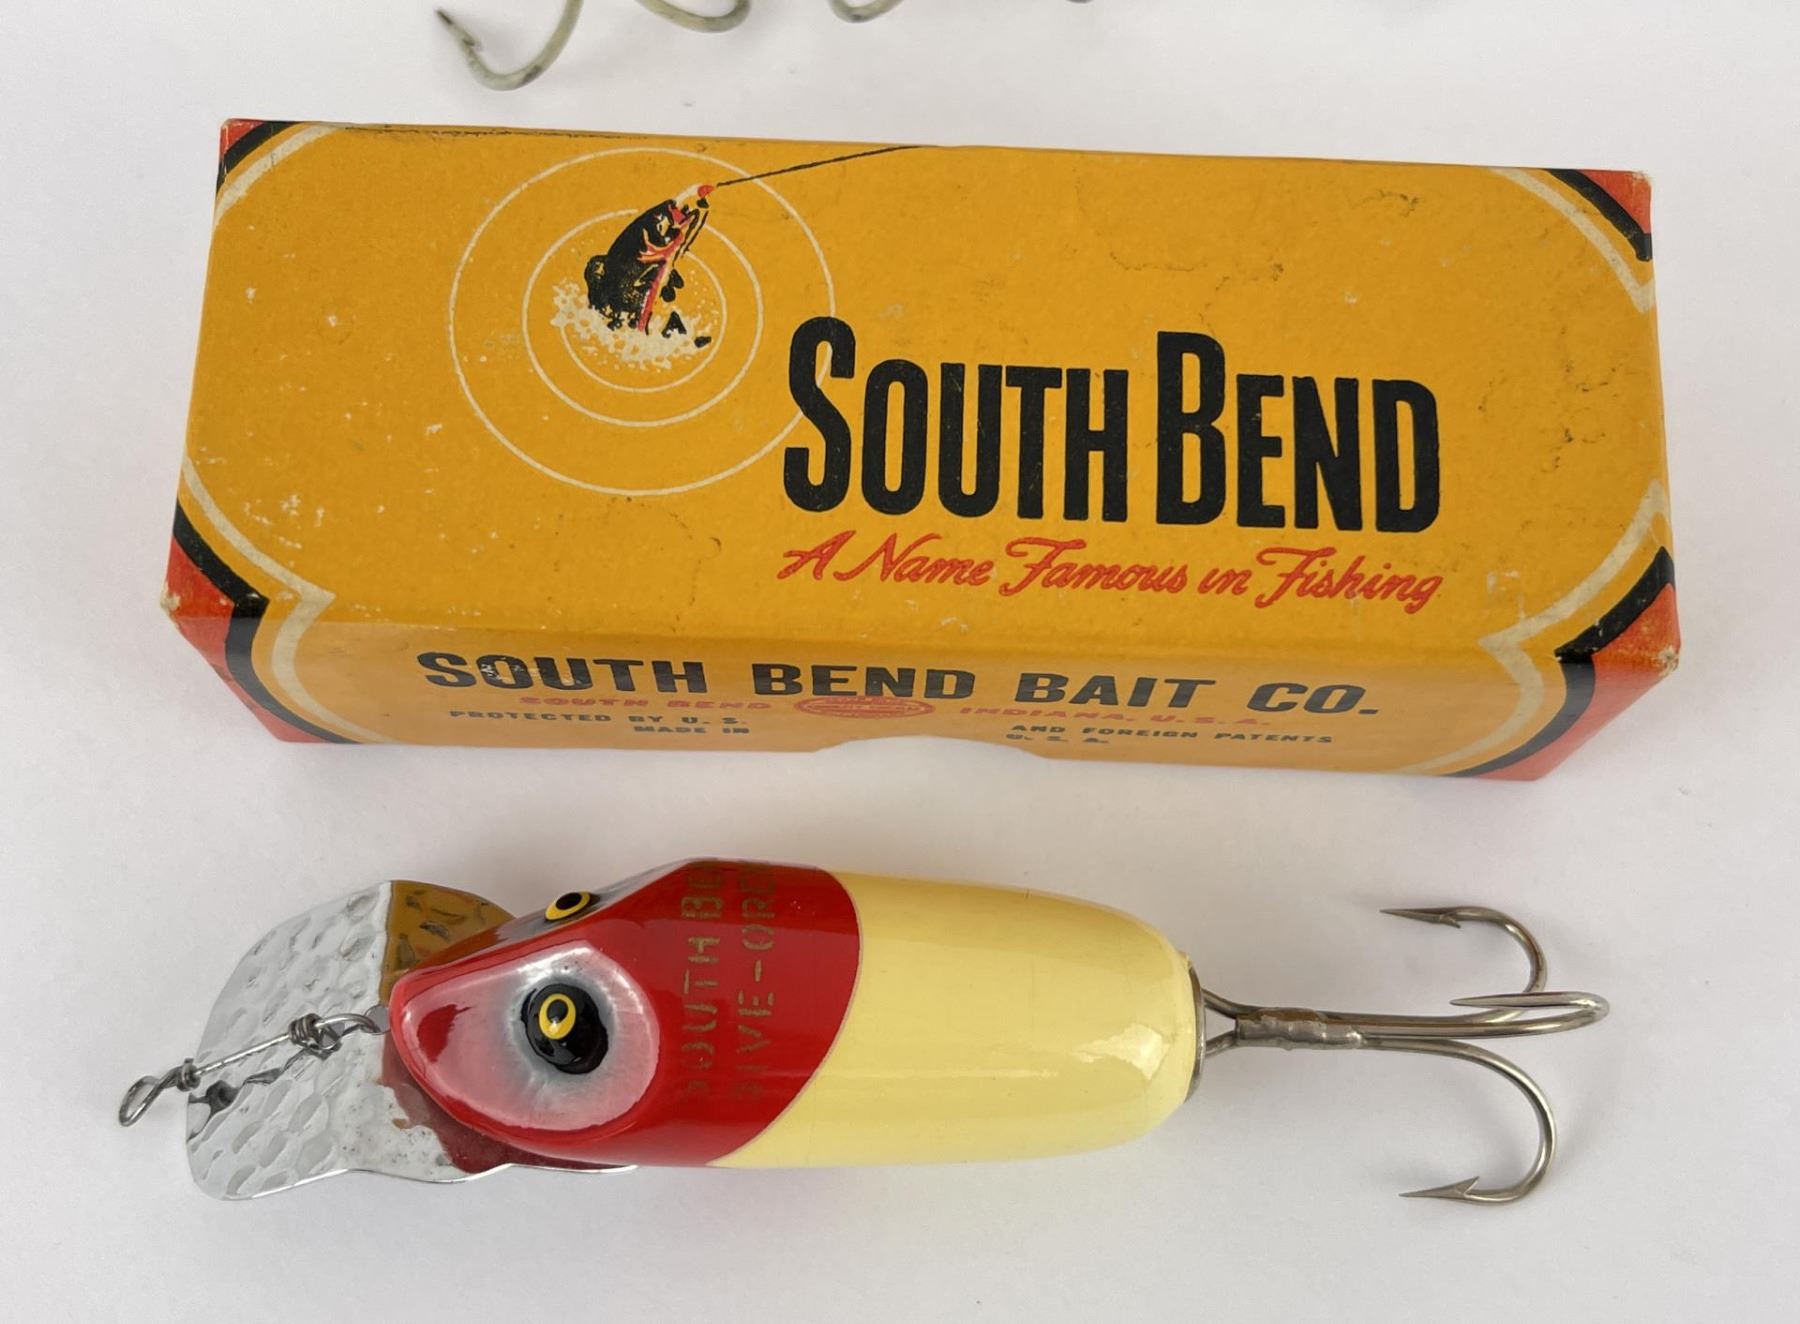 SOUTH BEND
A Name Famous in Fishing
SOUTH BEND BAIT CO.
SOUTH BEND INDIANA, U.S.A.
PROTECTED BY U. S. AND FOREIGN PATENTS
MADE IN U. S. A.
SOUTH BE
DIVE-ORE